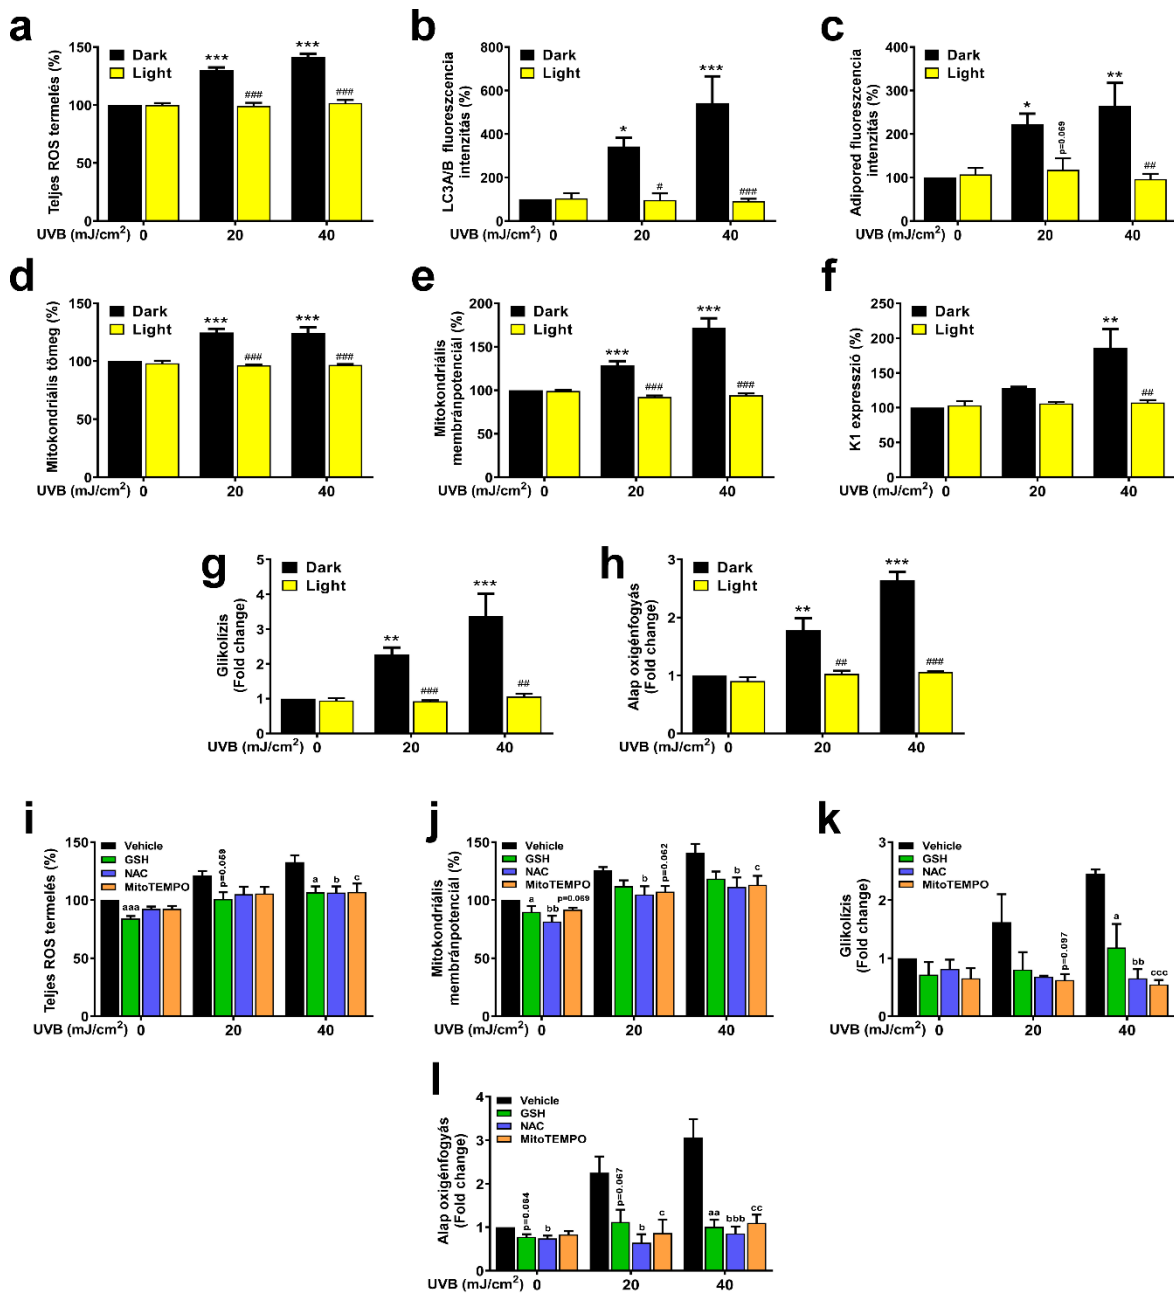 a
Teljes ROS termelés (%)
150
100
50
0
Dark
Light
***
***
###
###
UVB (mJ/cm²)
0
20
40
b
LC3A/B fluoreszcencia
intenzitás (%)
800
600
400
200
0
Dark
Light
*
***
#
###
UVB (mJ/cm²)
0
20
40
c
Adipored fluoreszcencia
intenzitás (%)
400
300
200
100
0
Dark
Light
*
**
p=0.069
##
UVB (mJ/cm²)
0
20
40
d
Mitokondriális tömeg (%)
150
100
50
0
Dark
Light
***
***
###
###
UVB (mJ/cm²)
0
20
40
e
Mitokondriális
membránpotenciál (%)
200
150
100
50
0
Dark
Light
***
***
###
###
UVB (mJ/cm²)
0
20
40
f
K1 expresszió (%)
250
200
150
100
50
0
Dark
Light
**
##
UVB (mJ/cm²)
0
20
40
g
Glikolízis
(Fold change)
5
4
3
2
1
0
Dark
Light
**
***
###
##
UVB (mJ/cm²)
0
20
40
h
Alap oxigénfogyás
(Fold change)
3
2
1
0
Dark
Light
**
***
##
###
UVB (mJ/cm²)
0
20
40
i
Teljes ROS termelés (%)
150
100
50
0
Vehicle
GSH
NAC
MitoTEMPO
aaa
p=0.069
a
b
c
UVB (mJ/cm²)
0
20
40
j
Mitokondriális
membránpotenciál (%)
150
100
50
0
Vehicle
GSH
NAC
MitoTEMPO
a
bb
p=0.069
b
p=0.062
b
c
UVB (mJ/cm²)
0
20
40
k
Glikolízis
(Fold change)
3
2
1
0
Vehicle
GSH
NAC
MitoTEMPO
p=0.097
a
bb
ccc
UVB (mJ/cm²)
0
20
40
l
Alap oxigénfogyás
(Fold change)
4
3
2
1
0
Vehicle
GSH
NAC
MitoTEMPO
p=0.064
b
p=0.067
b
c
aa
bbb
cc
UVB (mJ/cm²)
0
20
40